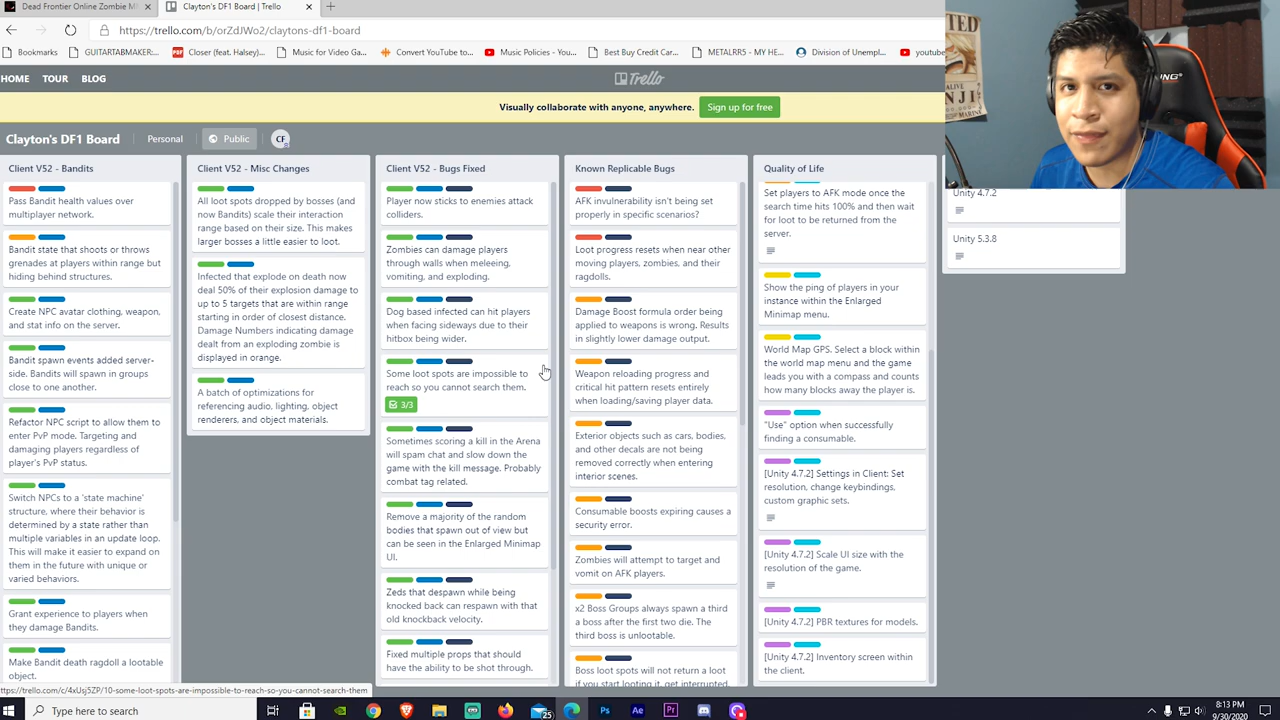 Dead Frontier Online Zombie M
Clayton's DF1 Board | Trello
https://trello.com/b/orZdJWo2/claytons-df1-board
Bookmarks
GUITARTABMAKER:
Closer (feat. Halsey)...
Music for Video Ga...
Convert YouTube to...
Music Policies - You...
Best Buy Credit Car...
METALRR5 - MY HE...
Division of Unempl...
youtube
HOME
TOUR
BLOG
Trello
Visually collaborate with anyone, anywhere.
Sign up for free
Clayton's DF1 Board
Personal
Public
CF
Client V52 - Bandits
Pass Bandit health values over
multiplayer network.
Bandit state that shoots or throws
grenades at players within range but
hiding behind structures.
Create NPC avatar clothing, weapon,
and stat info on the server.
Bandit spawn events added server-
side. Bandits will spawn in groups
close to one another.
Refactor NPC script to allow them to
enter PvP mode. Targeting and
damaging players regardless of
player's PvP status.
Switch NPCs to a 'state machine'
structure, where their behavior is
determined by a state rather than
multiple variables in an update loop.
This will make it easier to expand on
them in the future with unique or
varied behaviors.
Grant experience to players when
they damage Bandits.
Make Bandit death ragdoll a lootable
object.
Client V52 - Misc Changes
All loot spots dropped by bosses (and
now Bandits) scale their interaction
range based on their size. This makes
larger bosses a little easier to loot.
Infected that explode on death now
deal 50% of their explosion damage to
up to 5 targets that are within range
starting in order of closest distance.
Damage Numbers indicating damage
dealt from an exploding zombie is
displayed in orange.
A batch of optimizations for
referencing audio, lighting, object
renderers, and object materials.
Client V52 - Bugs Fixed
Player now sticks to enemies attack
colliders.
Zombies can damage players
through walls when meleeing,
vomiting, and exploding.
Dog based infected can hit players
when facing sideways due to their
hitbox being wider.
Some loot spots are impossible to
reach so you cannot search them.
3/3
Sometimes scoring a kill in the Arena
will spam chat and slow down the
game with the kill message. Probably
combat tag related.
Remove a majority of the random
bodies that spawn out of view but
can be seen in the Enlarged Minimap
UI.
Zeds that despawn while being
knocked back can respawn with that
old knockback velocity.
Fixed multiple props that should
have the ability to be shot through.
Known Replicable Bugs
AFK invulnerability isn't being set
properly in specific scenarios?
Loot progress resets when near other
moving players, zombies, and their
ragdolls.
Damage Boost formula order being
applied to weapons is wrong. Results
in slightly lower damage output.
Weapon reloading progress and
critical hit pattern resets entirely
when loading/saving player data.
Exterior objects such as cars, bodies,
and other decals are not being
removed correctly when entering
interior scenes.
Consumable boosts expiring causes a
security error.
Zombies will attempt to target and
vomit on AFK players.
x2 Boss Groups always spawn a third
a boss after the first two die. The
third boss is unlootable.
Boss loot spots will not return a loot
if you start looting it, get interrupted
Quality of Life
Set players to AFK mode once the
search time hits 100% and then wait
for loot to be returned from the
server.
Show the ping of players in your
instance within the Enlarged
Minimap menu.
World Map GPS. Select a block within
the world map menu and the game
leads you with a compass and counts
how many blocks away the player is.
"Use" option when successfully
finding a consumable.
[Unity 4.7.2] Settings in Client: Set
resolution, change keybindings,
custom graphic sets.
[Unity 4.7.2] Scale UI size with the
resolution of the game.
[Unity 4.7.2] PBR textures for models.
[Unity 4.7.2] Inventory screen within
the client.
Unity 4.7.2
Unity 5.3.8
https://trello.com/c/4xUsj5ZP/10-some-loot-spots-are-impossible-to-reach-so-you-cannot-search-them
Type here to search
25
Ps
Ae
Pr
8:13 PM
9/30/2020